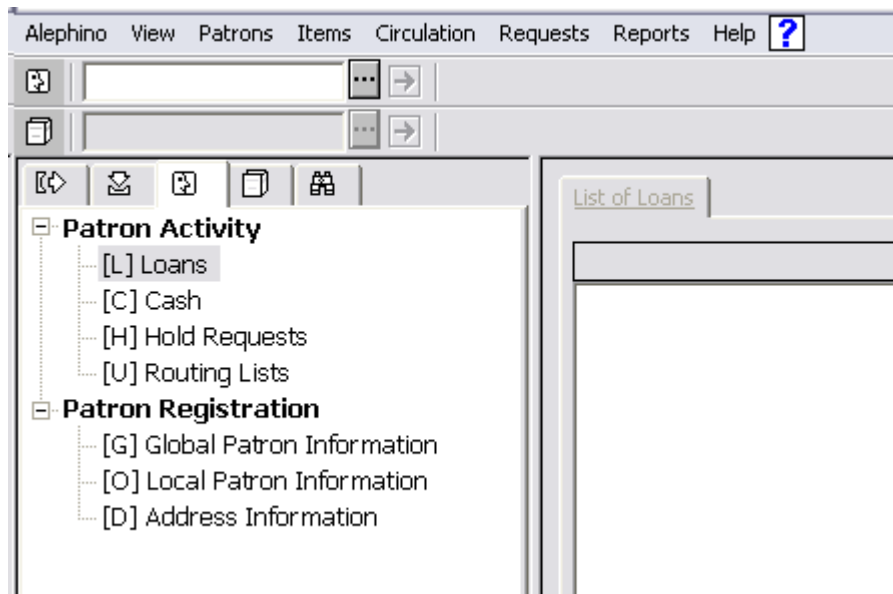 Alephino View Patrons Items Circulation Requests Reports Help ?
List of Loans
Patron Activity
[L] Loans
[C] Cash
[H] Hold Requests
[U] Routing Lists
Patron Registration
[G] Global Patron Information
[O] Local Patron Information
[D] Address Information